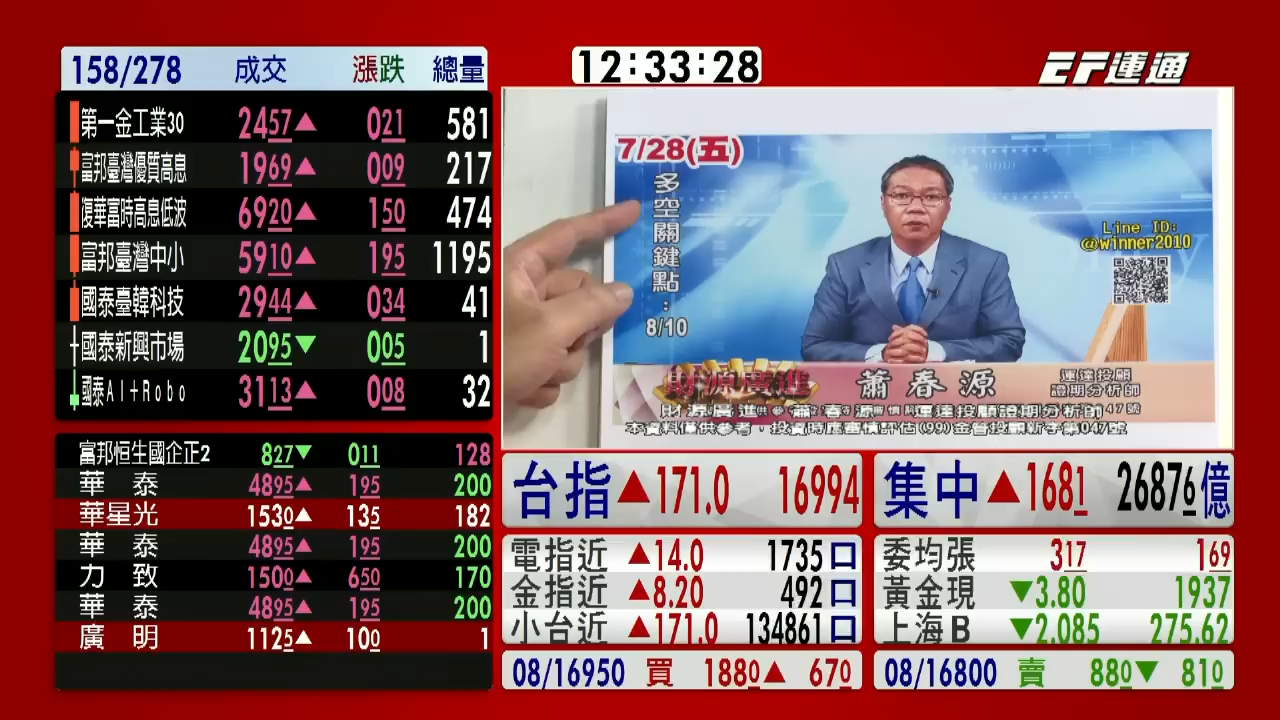 158/278 成交 漲跌 總量
第一金工業30 2457▲ 021 581
富邦臺灣優質高息 1969▲ 009 217
復華富時高息低波 6920▲ 150 474
富邦臺灣中小 5910▲ 195 1195
國泰臺韓科技 2944▲ 034 41
國泰新興市場 2095▼ 005 1
國泰AI+Robo 3113▲ 008 32
富邦恒生國企正2 827▼ 011 128
華泰 4895▲ 195 200
華星光 1530▲ 135 182
華泰 4895▲ 195 200
力致 1500▲ 650 170
華泰 4895▲ 195 200
廣明 1125▲ 100 1
12:33:28
EF運通
7/28(五)
多空關鍵點:
8/10
Line ID:
@winner2010
財源廣進 蕭春源 運達投顧
證期分析師
本資料僅供參考,投資時應審慎評估(99)金管投顧新字第047號
台指▲171.0 16994
集中▲1681 26876億
電指近 ▲14.0 1735口
金指近 ▲8.20 492口
小台近 ▲171.0 134861口
委均張 317 169
黃金現 ▼3.80 1937
上海B ▼2.085 275.62
08/16950 買 1880▲ 670
08/16800 賣 880▼ 810